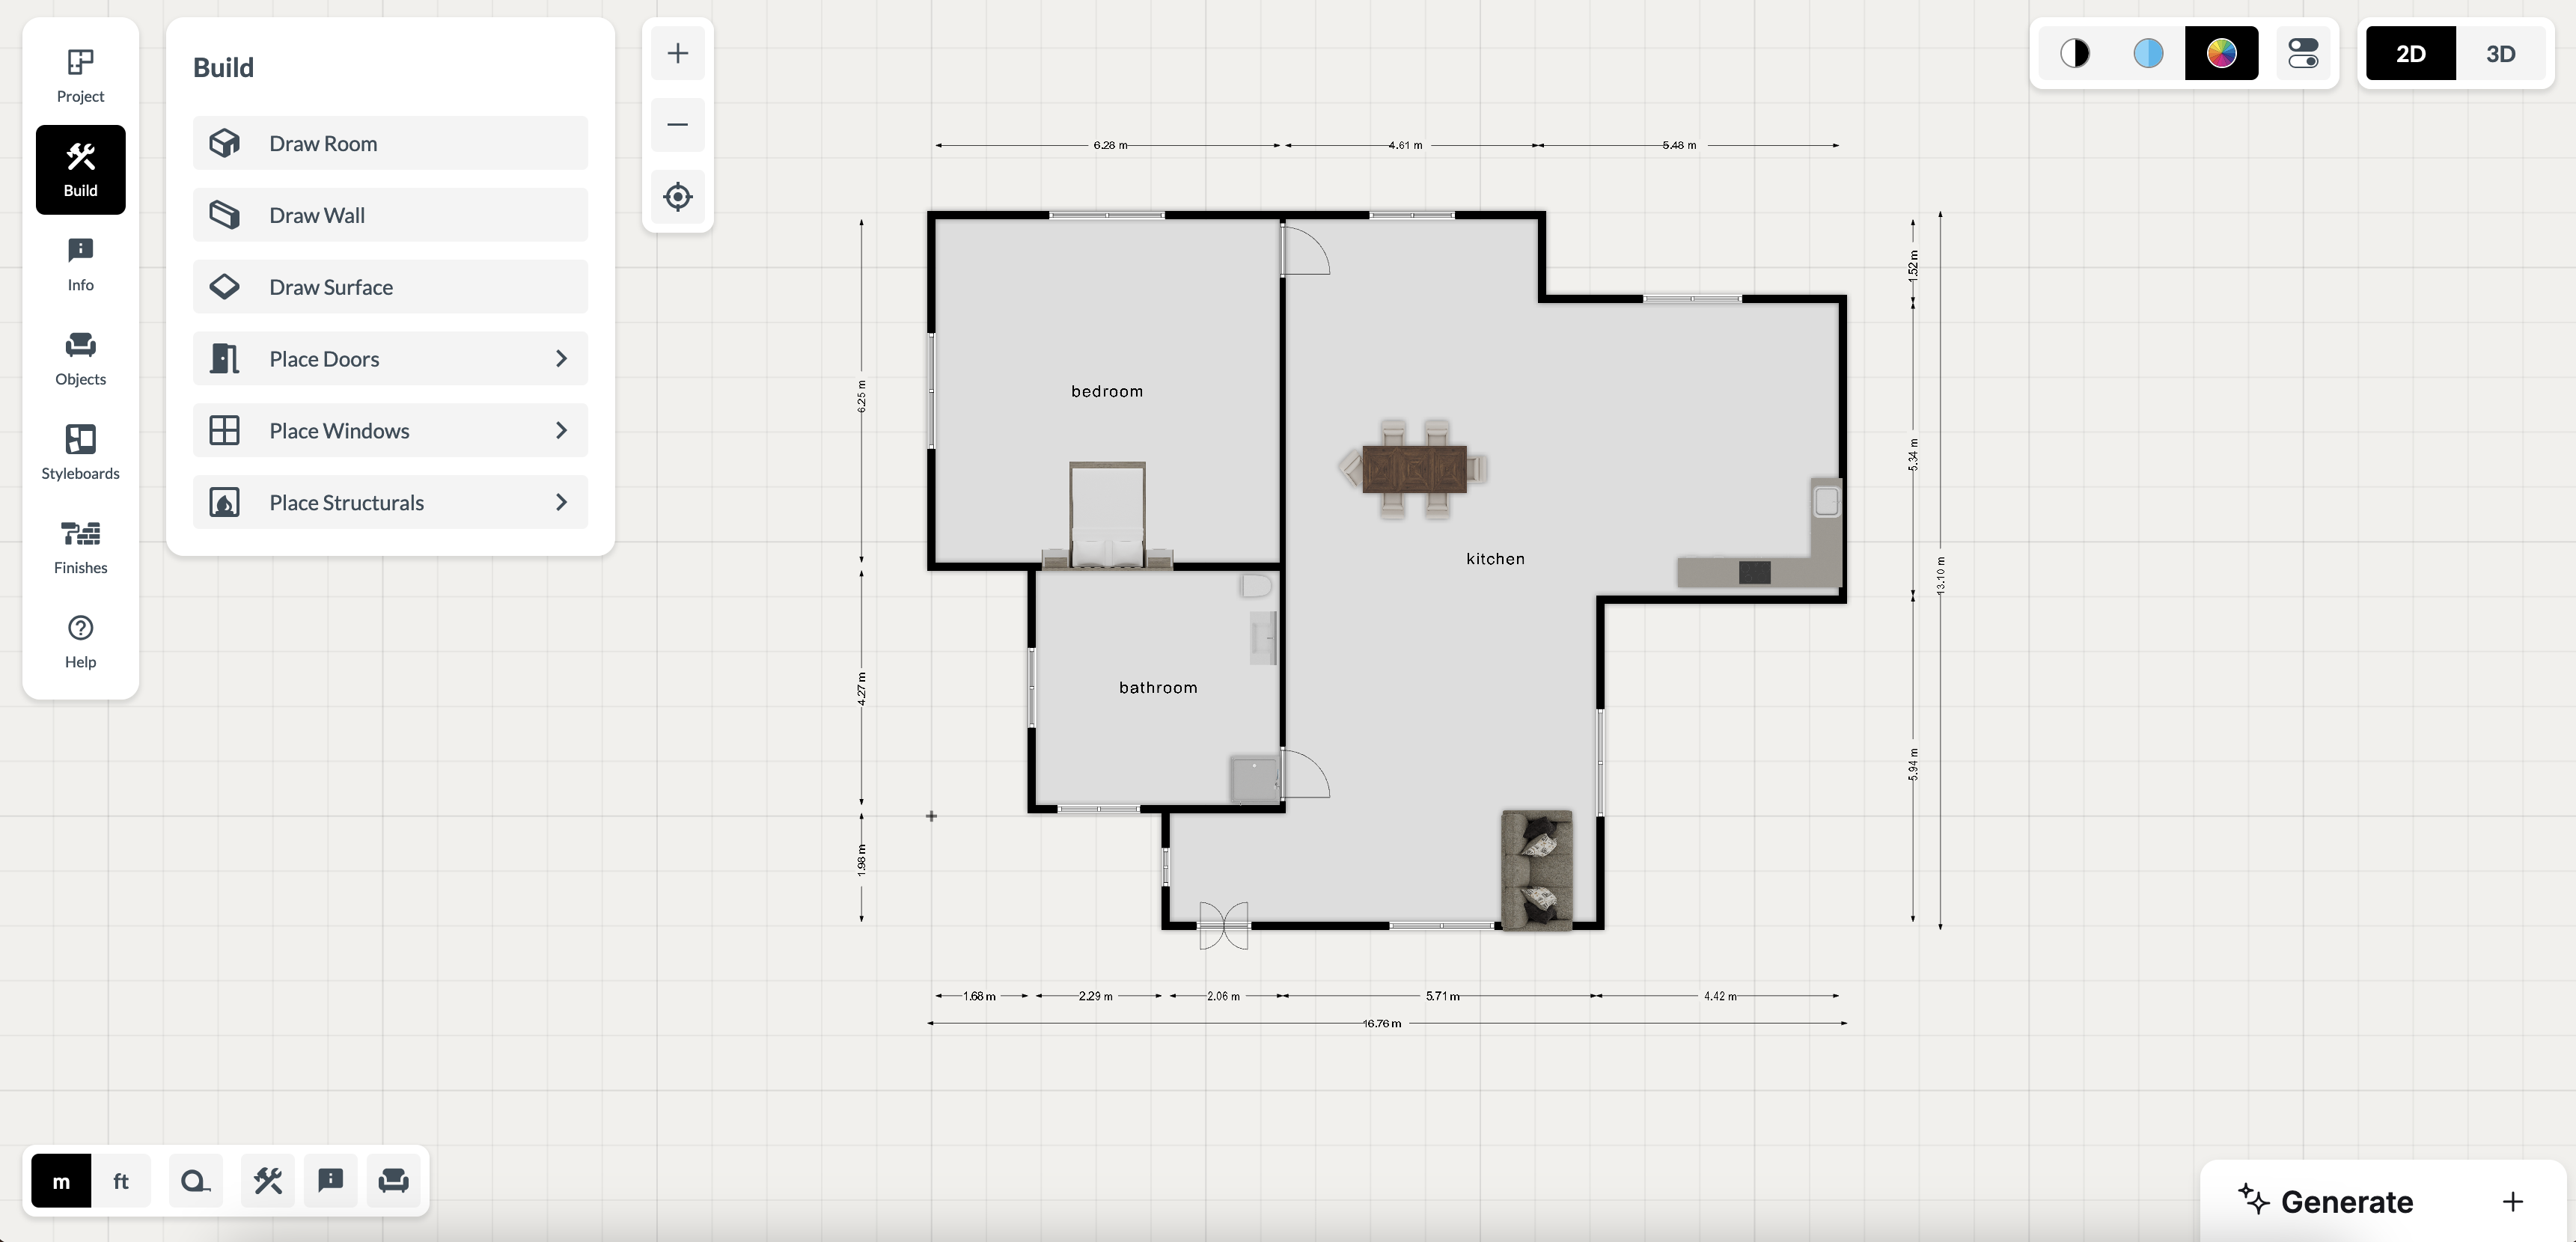 Project
Build
Info
Objects
Styleboards
Finishes
Help
Build
Draw Room
Draw Wall
Draw Surface
Place Doors
Place Windows
Place Structurals
2D
3D
6.28 m
4.61 m
5.48 m
1.52 m
6.25 m
bedroom
5.34 m
kitchen
13.10 m
4.27 m
bathroom
5.94 m
1.98 m
1.68 m
2.29 m
2.06 m
5.71 m
4.42 m
16.76 m
m
ft
Generate